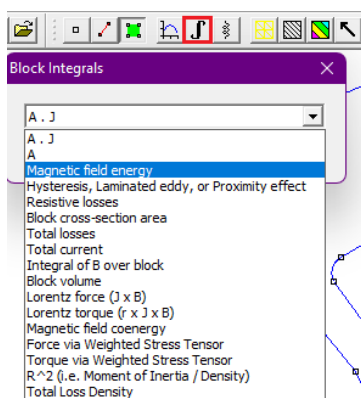 Block Integrals
A . J
A . J
A
Magnetic field energy
Hysteresis, Laminated eddy, or Proximity effect
Resistive losses
Block cross-section area
Total losses
Total current
Integral of B over block
Block volume
Lorentz force (J x B)
Lorentz torque (r x J x B)
Magnetic field coenergy
Force via Weighted Stress Tensor
Torque via Weighted Stress Tensor
R^2 (i.e. Moment of Inertia / Density)
Total Loss Density